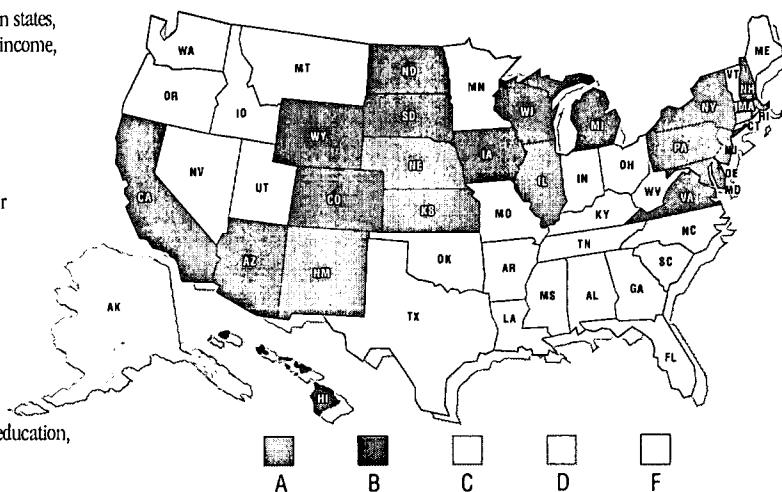 n states,
income,
r
education,
WA
OR
IO
MT
ND
SD
WY
NV
UT
CA
AZ
CO
NM
NE
KS
OK
TX
MN
IA
WI
MI
IL
IN
OH
MO
KY
WV
VA
TN
NC
SC
AR
MS
AL
GA
LA
FL
PA
NY
VT
NH
ME
MA
RI
CT
NJ
DE
MD
AK
HI
A B C D F